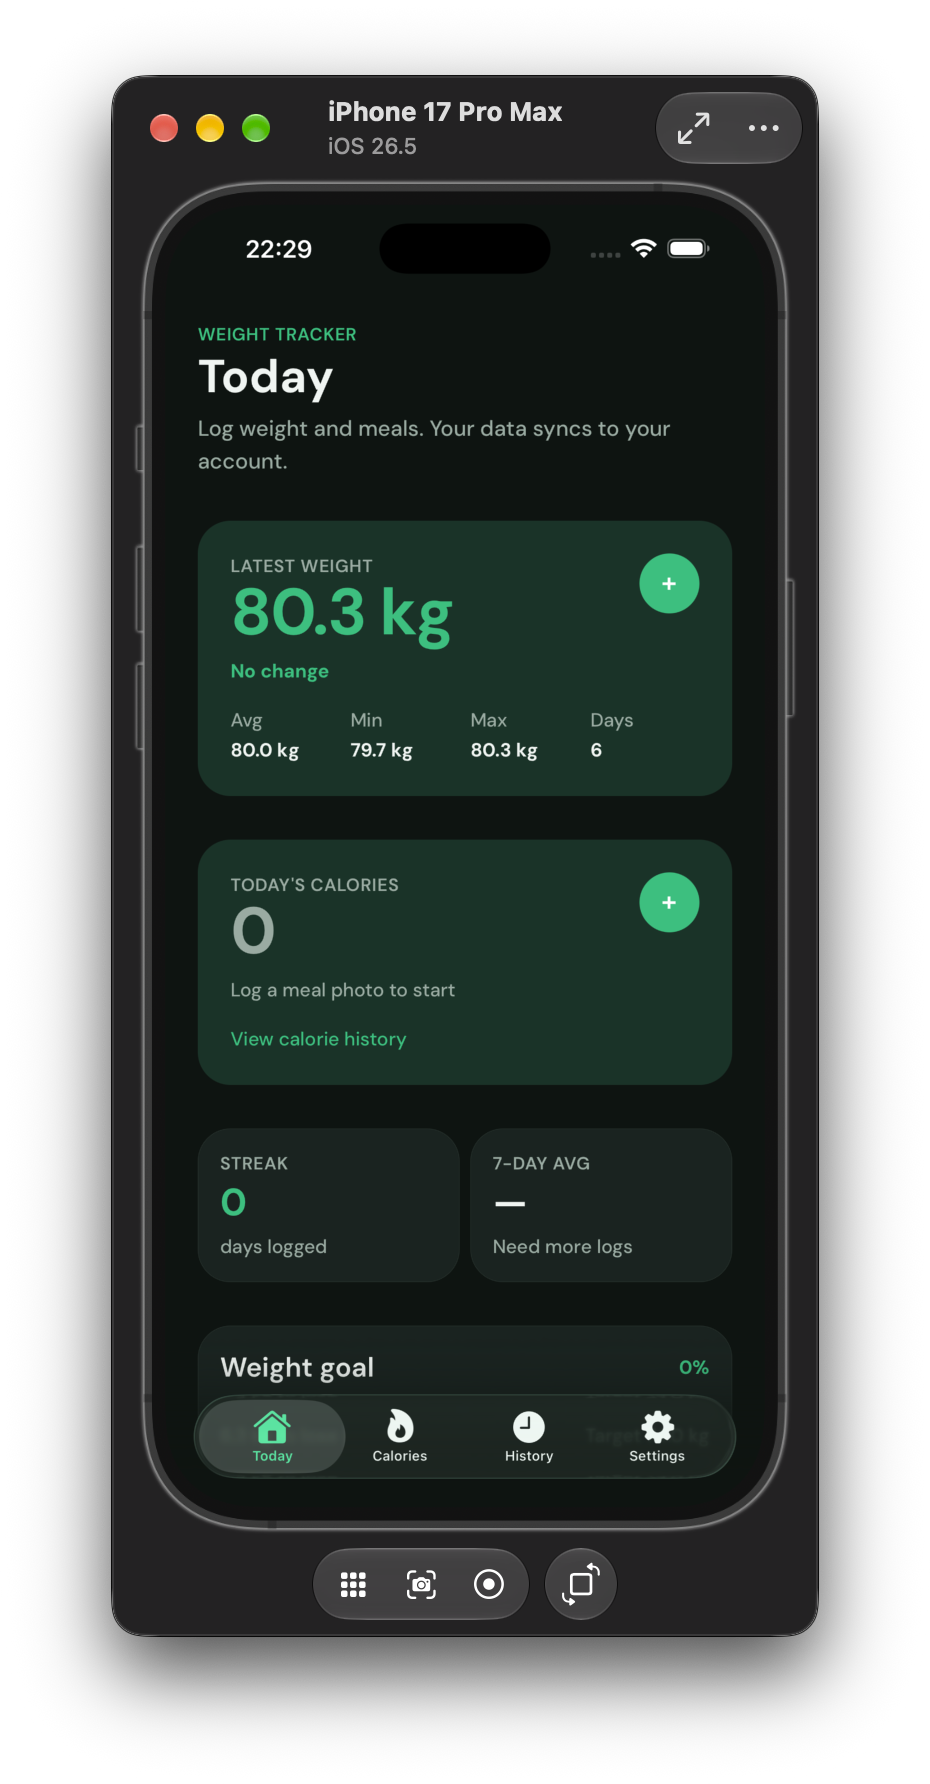 iPhone 17 Pro Max
iOS 26.5
22:29
WEIGHT TRACKER
Today
Log weight and meals. Your data syncs to your
account.
LATEST WEIGHT
+
80.3 kg
No change
Avg Min Max Days
80.0 kg 79.7 kg 80.3 kg 6
TODAY'S CALORIES
+
0
Log a meal photo to start
View calorie history
STREAK
0
days logged
7-DAY AVG
—
Need more logs
Weight goal 0%
Today Calories History Settings